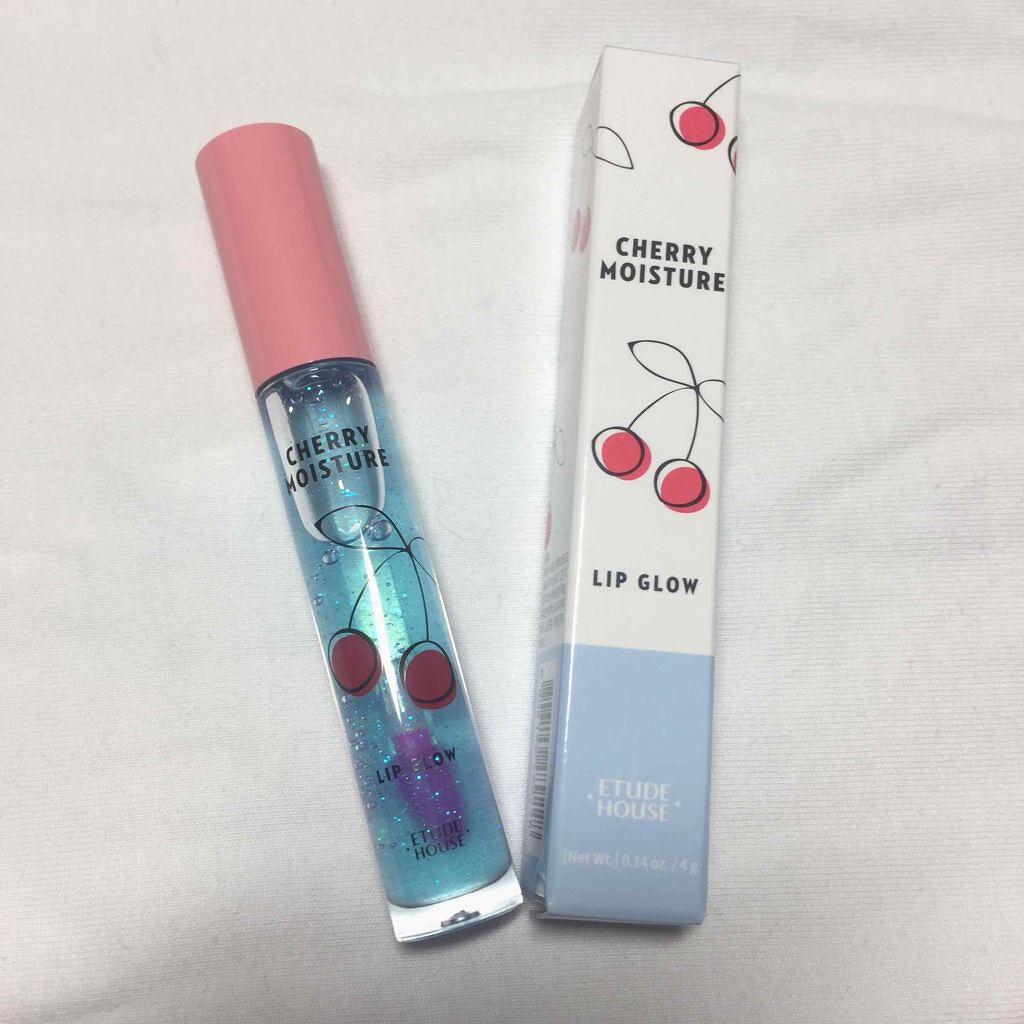 CHERRY
MOISTURE
LIP GLOW
ETUDE
HOUSE
CHERRY
MOISTURE
LIP GLOW
ETUDE
HOUSE
[Net Wt.] 0.14 oz. / 4 g